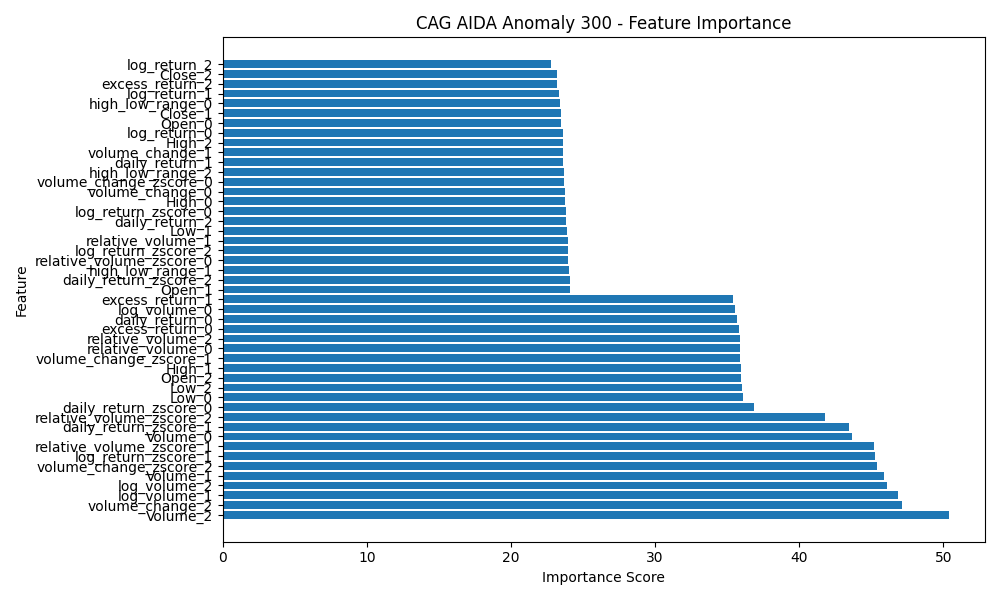 CAG AIDA Anomaly 300 - Feature Importance
log_return_2
Close_2
excess_return_2
log_return_1
high_low_range_0
Close_1
Open_0
log_return_0
High_2
volume_change_1
daily_return_1
high_low_range_2
volume_change_zscore_0
volume_change_0
High_0
log_return_zscore_0
daily_return_2
Low_1
relative_volume_1
log_return_zscore_2
relative_volume_zscore_0
high_low_range_1
daily_return_zscore_2
Open_1
excess_return_1
log_volume_0
daily_return_0
excess_return_0
relative_volume_2
relative_volume_0
volume_change_zscore_1
High_1
Open_2
Low_2
Low_0
daily_return_zscore_0
relative_volume_zscore_2
daily_return_zscore_1
Volume_0
relative_volume_zscore_1
log_return_zscore_1
volume_change_zscore_2
Volume_1
log_volume_2
log_volume_1
volume_change_2
Volume_2
Feature
0 10 20 30 40 50
Importance Score